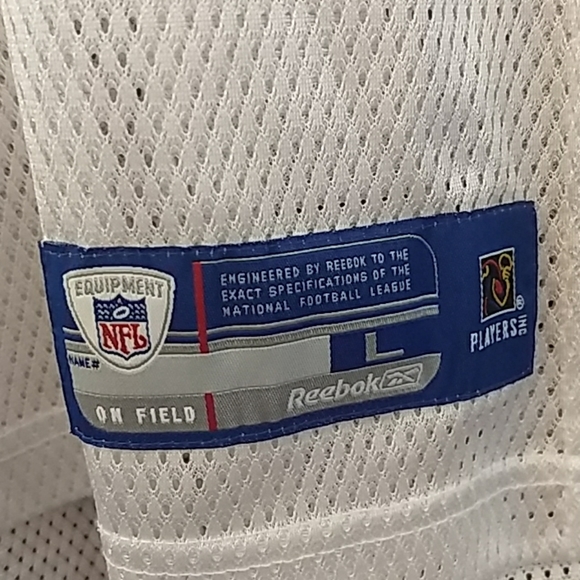 EQUIPMENT
NFL
ENGINEERED BY REEBOK TO THE
EXACT SPECIFICATIONS OF THE
NATIONAL FOOTBALL LEAGUE
NAME#
L
ON FIELD
Reebok
PLAYERS INC®